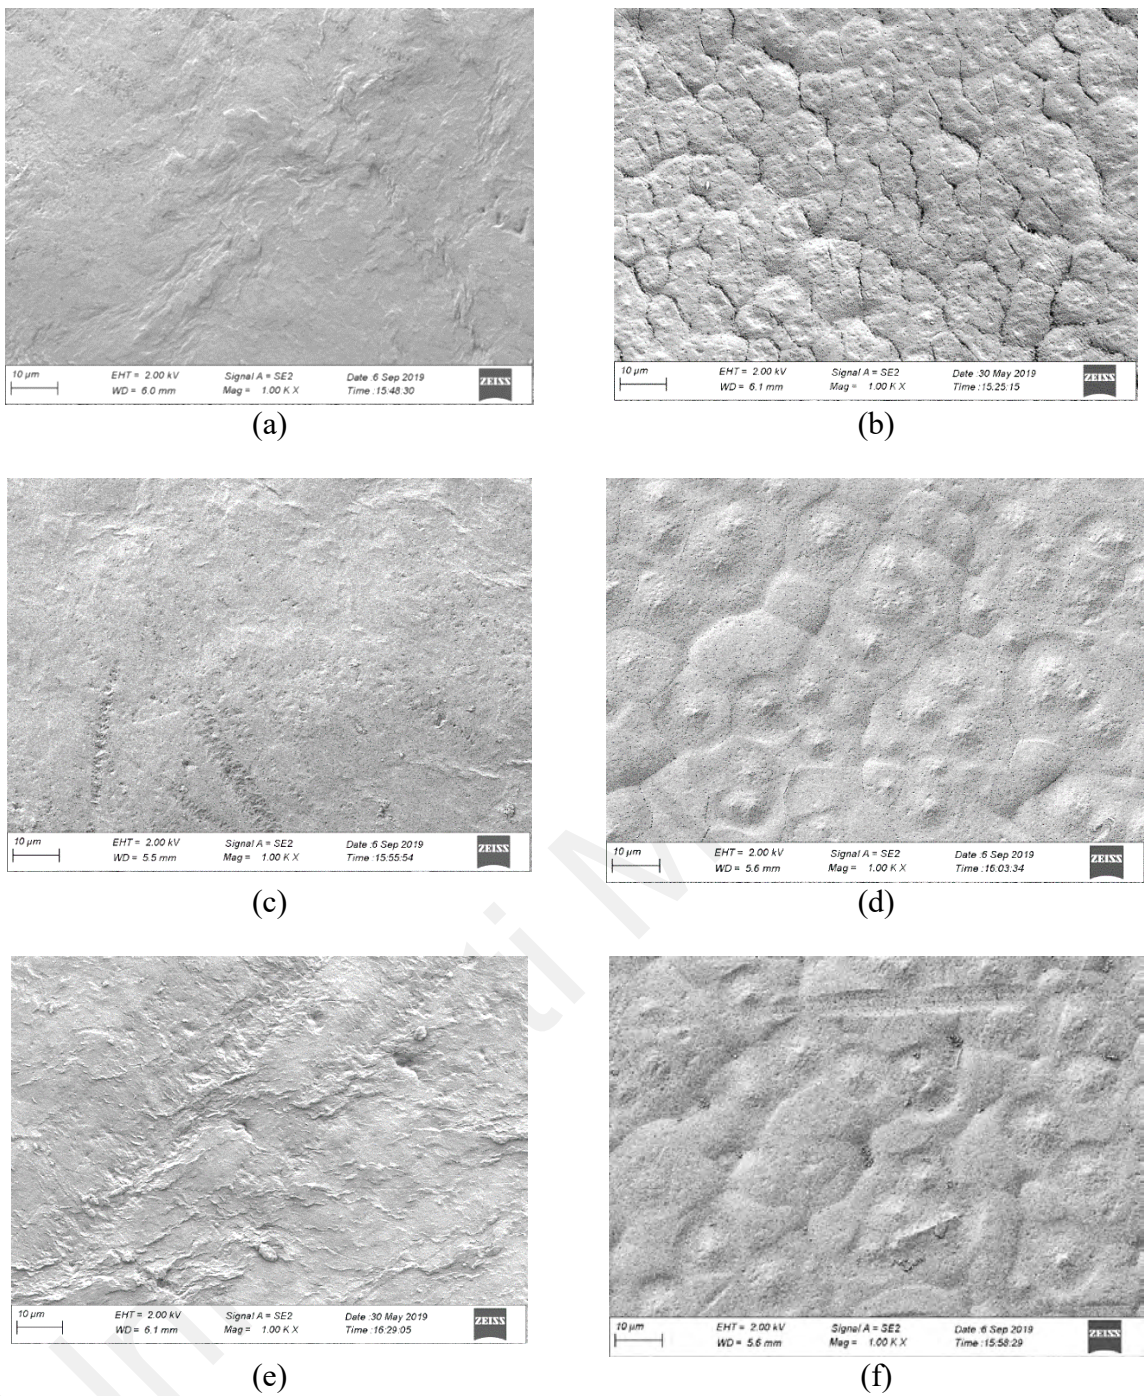 10 µm EHT = 2.00 kV Signal A = SE2 Date :6 Sep 2019
WD = 6.0 mm Mag = 1.00 K X Time :15:48:30 ZEISS
(a)
10 µm EHT = 2.00 kV Signal A = SE2 Date :30 May 2019
WD = 6.1 mm Mag = 1.00 K X Time :15:25:15 ZEISS
(b)
10 µm EHT = 2.00 kV Signal A = SE2 Date :6 Sep 2019
WD = 5.5 mm Mag = 1.00 K X Time :15:55:54 ZEISS
(c)
10 µm EHT = 2.00 kV Signal A = SE2 Date :6 Sep 2019
WD = 5.6 mm Mag = 1.00 K X Time :16:03:34 ZEISS
(d)
10 µm EHT = 2.00 kV Signal A = SE2 Date :30 May 2019
WD = 6.1 mm Mag = 1.00 K X Time :16:29:05 ZEISS
(e)
10 µm EHT = 2.00 kV Signal A = SE2 Date :6 Sep 2019
WD = 5.6 mm Mag = 1.00 K X Time :15:58:29 ZEISS
(f)